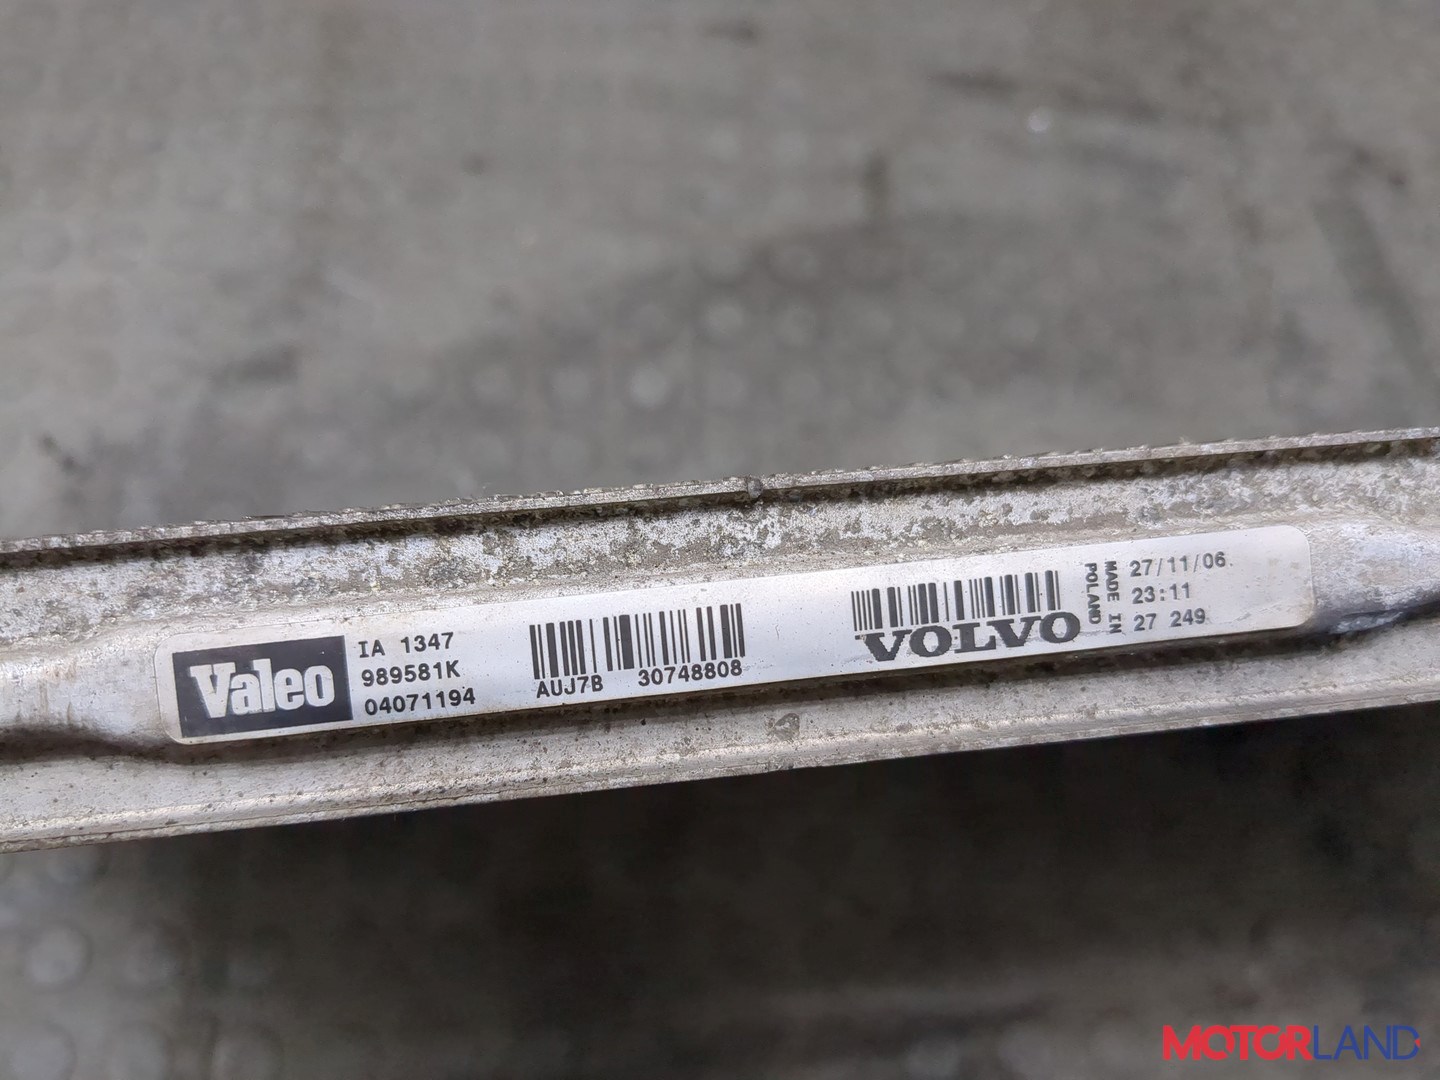 Valeo
IA 1347
989581K
04071194
AUJ7B 30748808
VOLVO
MADE IN
POLAND
27/11/06
23:11
27 249
MOTORLAND